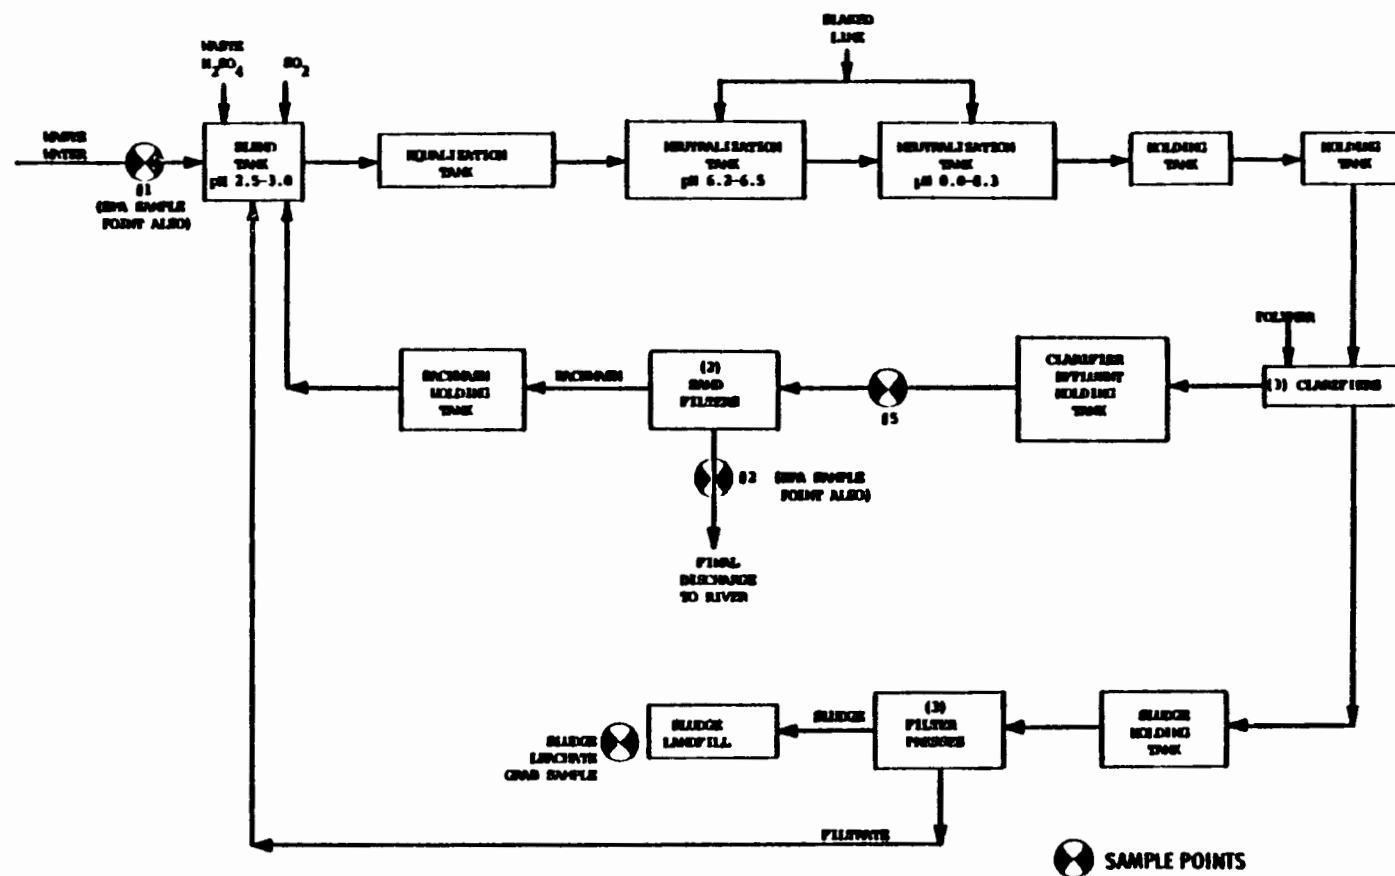 WASTE
H2SO4
SO2
SLAKED
LIME
WASTE
WATER
#1
(EPA SAMPLE
POINT ALSO)
BLEND
TANK
pH 2.5-3.0
EQUALIZATION
TANK
NEUTRALIZATION
TANK
pH 6.2-6.5
NEUTRALIZATION
TANK
HOLDING
TANK
HOLDING
TANK
POLYMER
CLARIFIERS
CLARIFIER
EFFLUENT
HOLDING
TANK
#5
(2)
SAND
FILTERS
BACKWASH
BACKWASH
HOLDING
TANK
#2 (EPA SAMPLE
POINT ALSO)
FINAL
DISCHARGE
TO RIVER
SLUDGE
HOLDING
TANK
(3)
FILTER
PRESSES
SLUDGE
SLUDGE
LANDFILL
SLUDGE
LEACHATE
GRAB SAMPLE
FILTRATE
SAMPLE POINTS